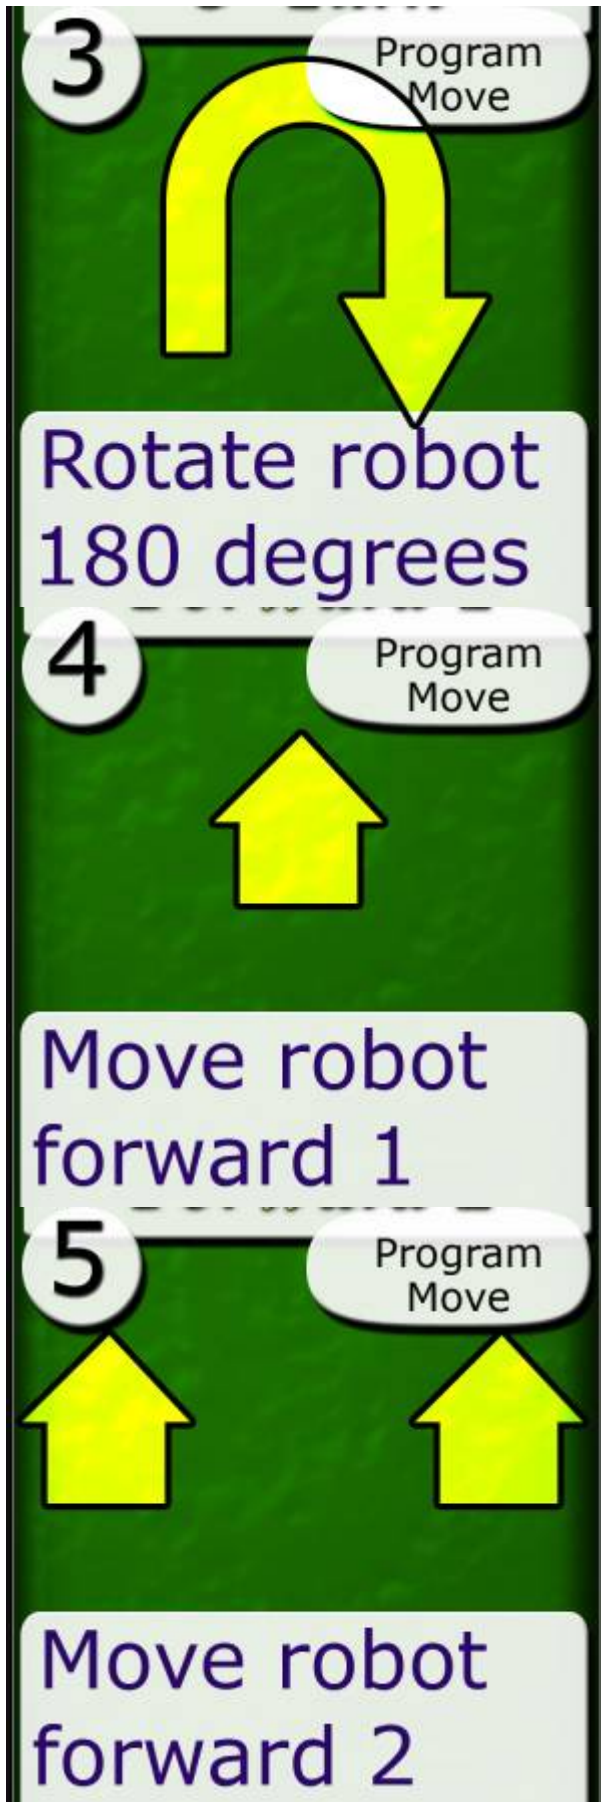 3
Program
Move
Rotate robot
180 degrees
4
Program
Move
Move robot
forward 1
5
Program
Move
Move robot
forward 2